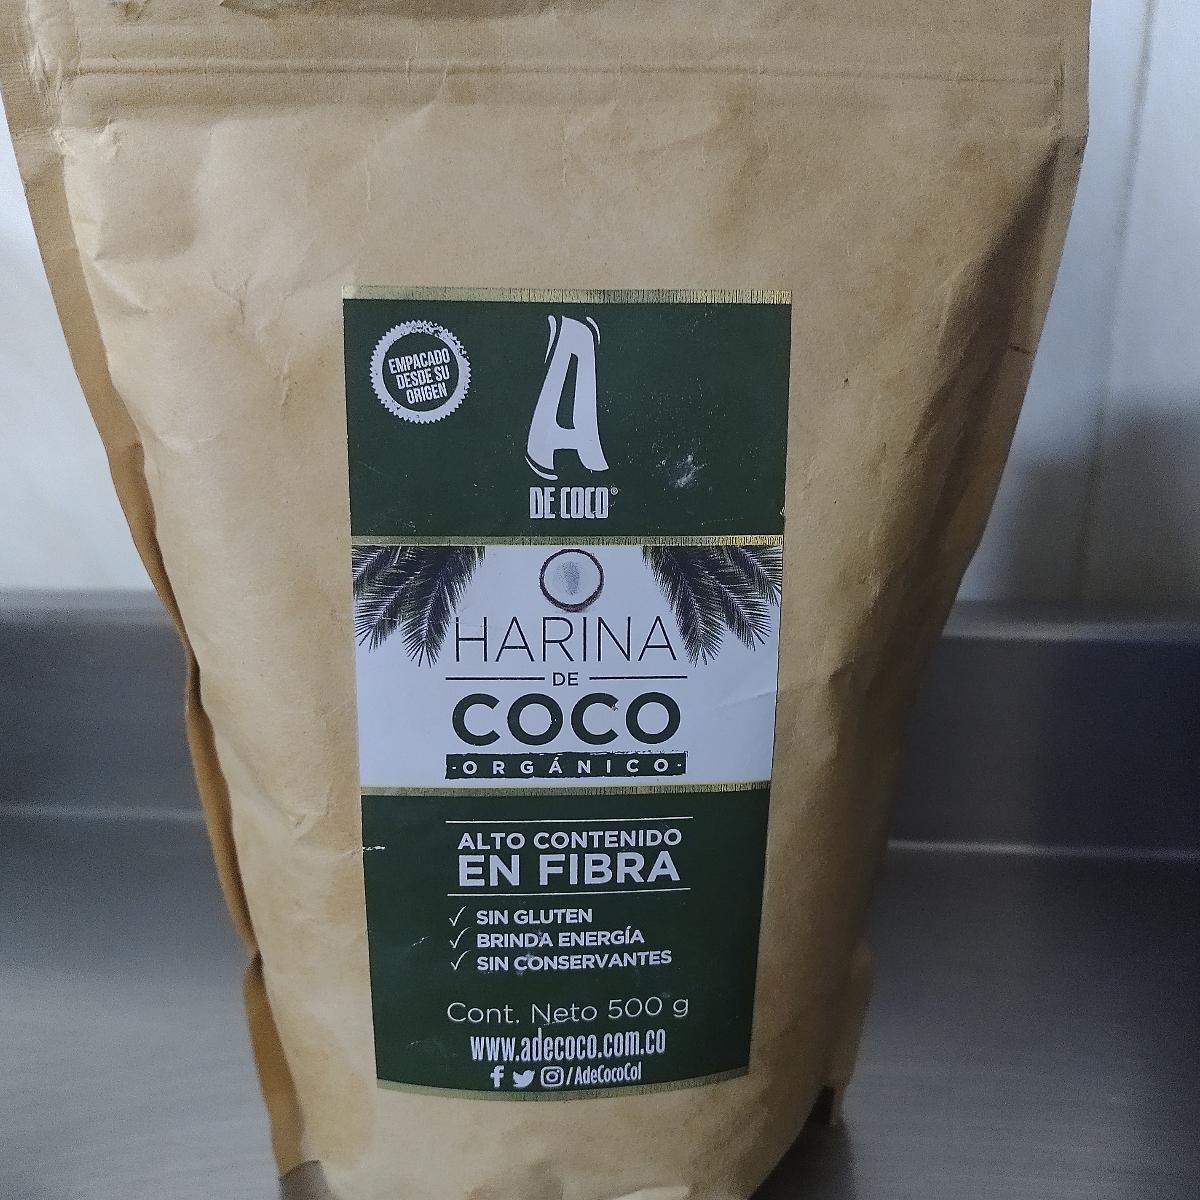 EMPACADO
DESDE SU
ORIGEN
A
DE COCO®
HARINA
DE
COCO
·ORGÁNICO·
ALTO CONTENIDO
EN FIBRA
✓ SIN GLUTEN
✓ BRINDA ENERGÍA
✓ SIN CONSERVANTES
Cont. Neto 500 g
www.adecoco.com.co
/AdeCocoCol